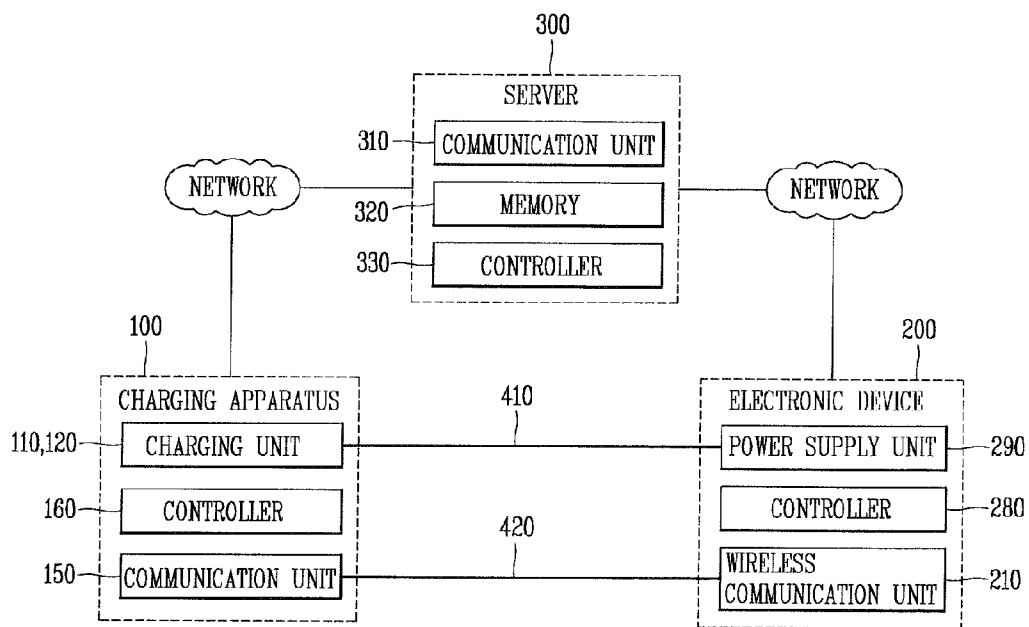 300
SERVER
310
COMMUNICATION UNIT
NETWORK
NETWORK
320
MEMORY
330
CONTROLLER
100
200
CHARGING APPARATUS
410
ELECTRONIC DEVICE
110,120
CHARGING UNIT
POWER SUPPLY UNIT
290
160
CONTROLLER
CONTROLLER
280
420
150
COMMUNICATION UNIT
WIRELESS
COMMUNICATION UNIT
210